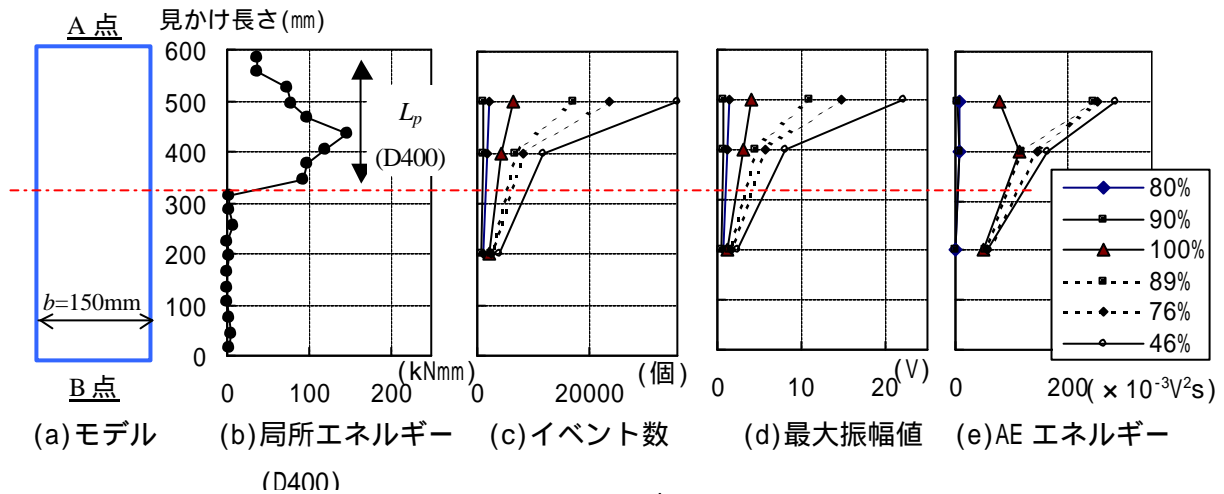 A点
見かけ長さ(mm)
600
500
400
300
200
100
0
Lp
(D400)
b=150mm
B点
0 100 200
(kNmm)
0 20000
(個)
0 10 20
(V)
0 200
(×10-3V2s)
80%
90%
100%
89%
76%
46%
(a)モデル
(b)局所エネルギー
(D400)
(c)イベント数
(d)最大振幅値
(e)AE エネルギー